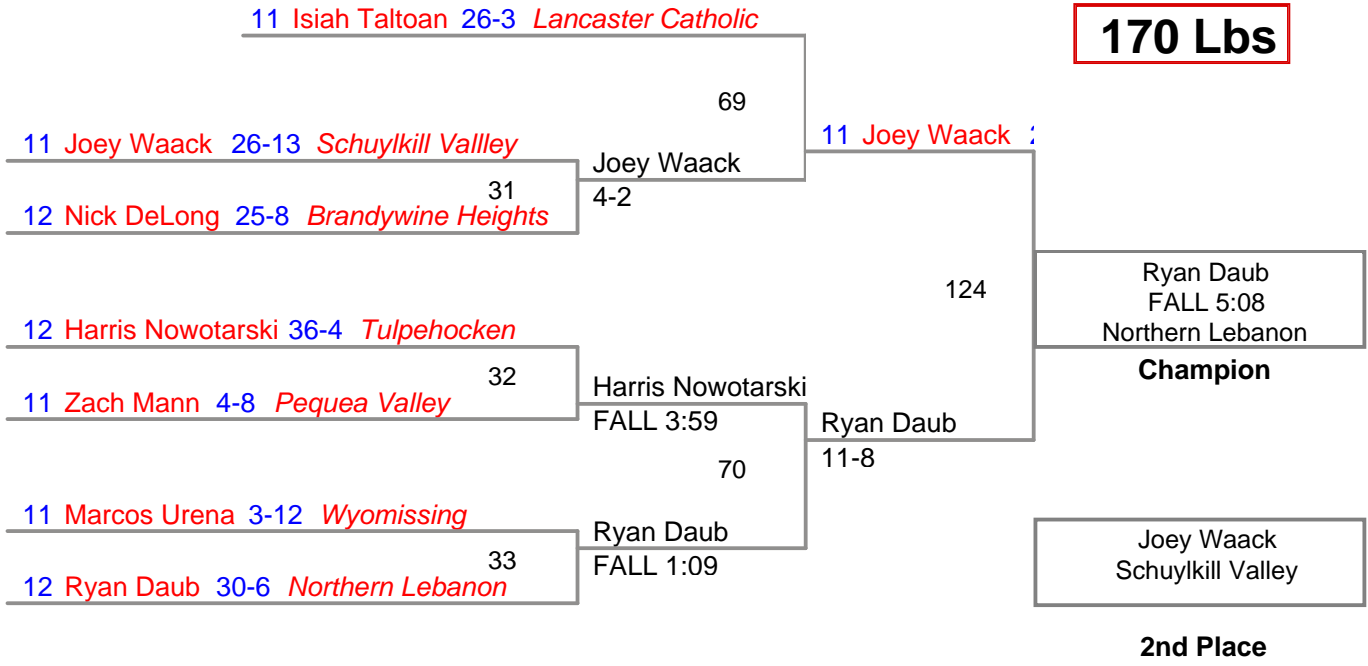 11 Isiah Taltoan 26-3 Lancaster Catholic
170 Lbs
69
11 Joey Waack 26-13 Schuylkill Vallley
11 Joey Waack
Joey Waack
31
4-2
12 Nick DeLong 25-8 Brandywine Heights
124
Ryan Daub
FALL 5:08
Northern Lebanon
12 Harris Nowotarski 36-4 Tulpehocken
Champion
32
Harris Nowotarski
11 Zach Mann 4-8 Pequea Valley
FALL 3:59
Ryan Daub
11-8
70
11 Marcos Urena 3-12 Wyomissing
Ryan Daub
33
FALL 1:09
12 Ryan Daub 30-6 Northern Lebanon
Joey Waack
Schuylkill Valley
2nd Place